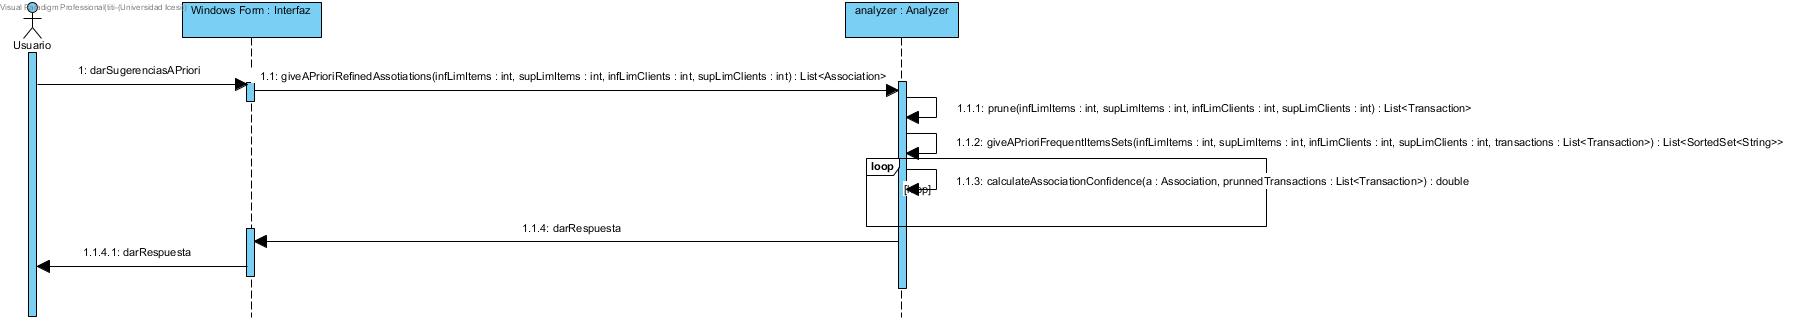 Visual Paradigm Professional(titi-(Universidad Icesi
Usuario
Windows Form : Interfaz
analyzer : Analyzer
1: darSugerenciasAPriori
1.1: giveAPrioriRefinedAssotiations(infLimItems : int, supLimItems : int, infLimClients : int, supLimClients : int) : List<Association>
1.1.1: prune(infLimItems : int, supLimItems : int, infLimClients : int, supLimClients : int) : List<Transaction>
1.1.2: giveAPrioriFrequentItemsSets(infLimItems : int, supLimItems : int, infLimClients : int, supLimClients : int, transactions : List<Transaction>) : List<SortedSet<String>>
loop
1.1.3: calculateAssociationConfidence(a : Association, prunnedTransactions : List<Transaction>) : double
1.1.4: darRespuesta
1.1.4.1: darRespuesta